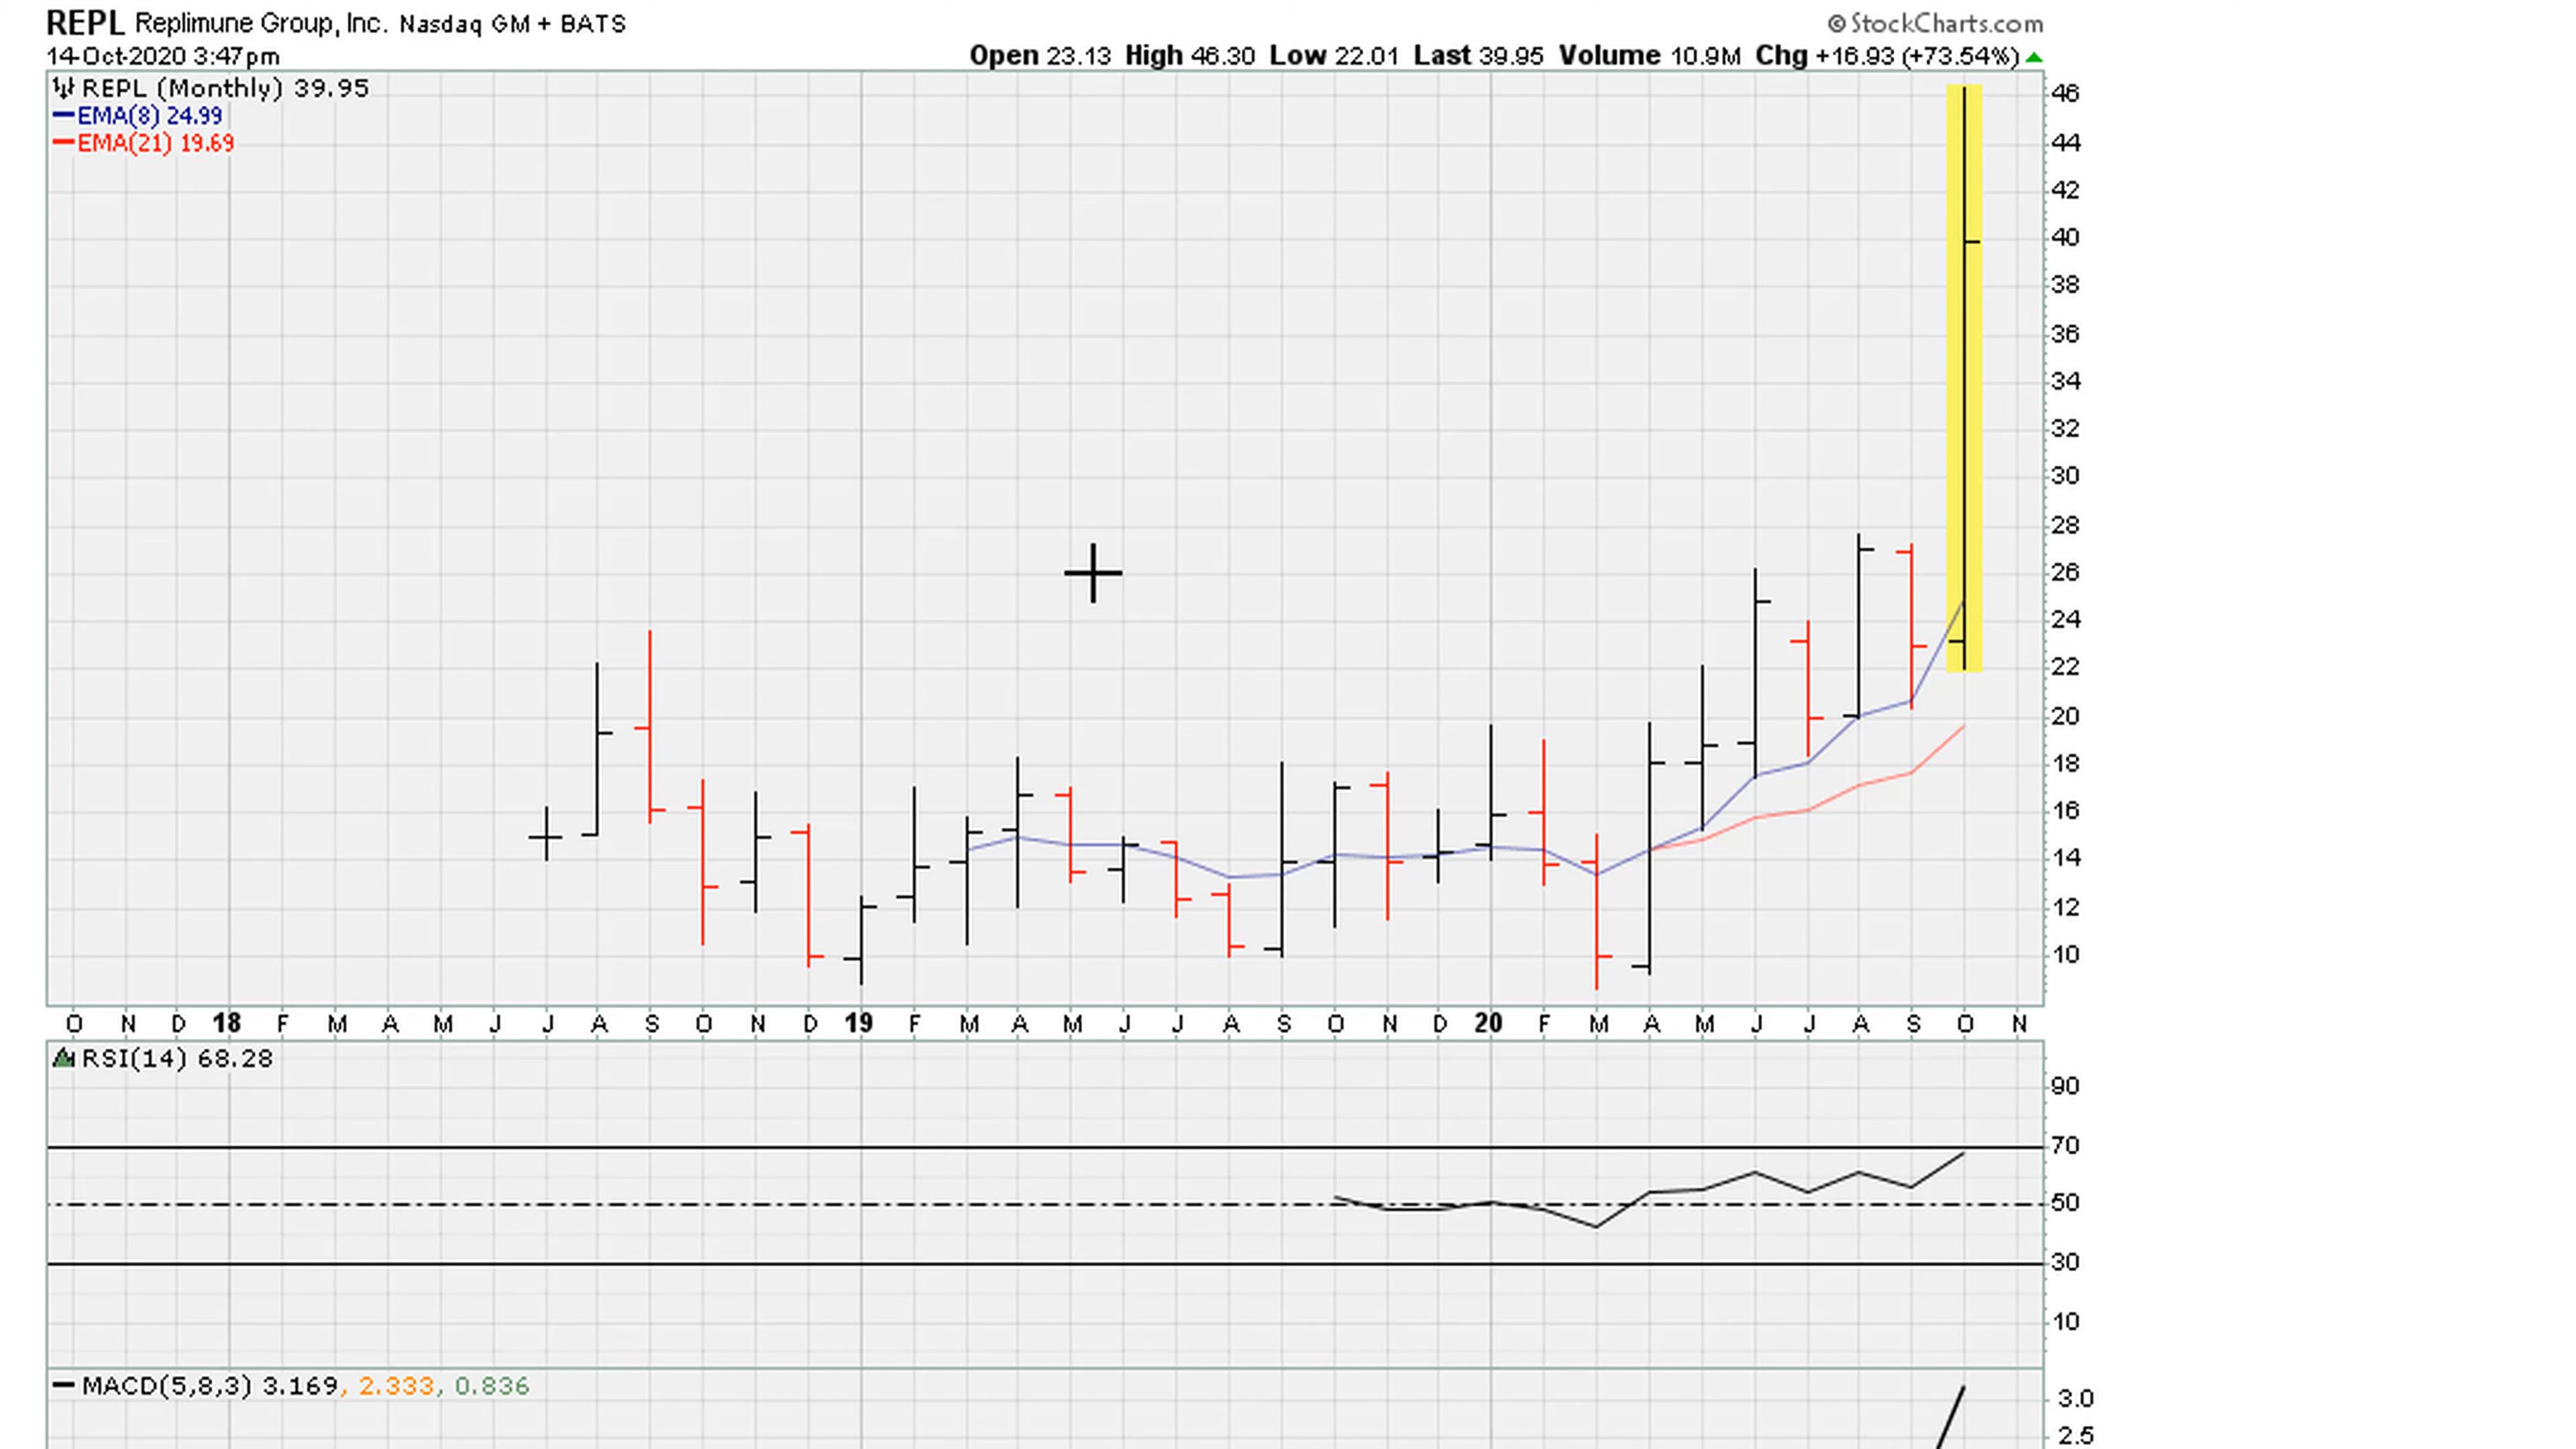 REPL Replimune Group, Inc. Nasdaq GM + BATS
© StockCharts.com
14-Oct-2020 3:47pm
Open 23.13 High 46.30 Low 22.01 Last 39.95 Volume 10.9M Chg +16.93 (+73.54%)
REPL (Monthly) 39.95
EMA(8) 24.99
EMA(21) 19.69
46
44
42
40
38
36
34
32
30
28
26
24
22
20
18
16
14
12
10
O N D 18 F M A M J J A S O N D 19 F M A M J J A S O N D 20 F M A M J J A S O N
RSI(14) 68.28
90
70
50
30
10
MACD(5,8,3) 3.169, 2.333, 0.836
3.0
2.5